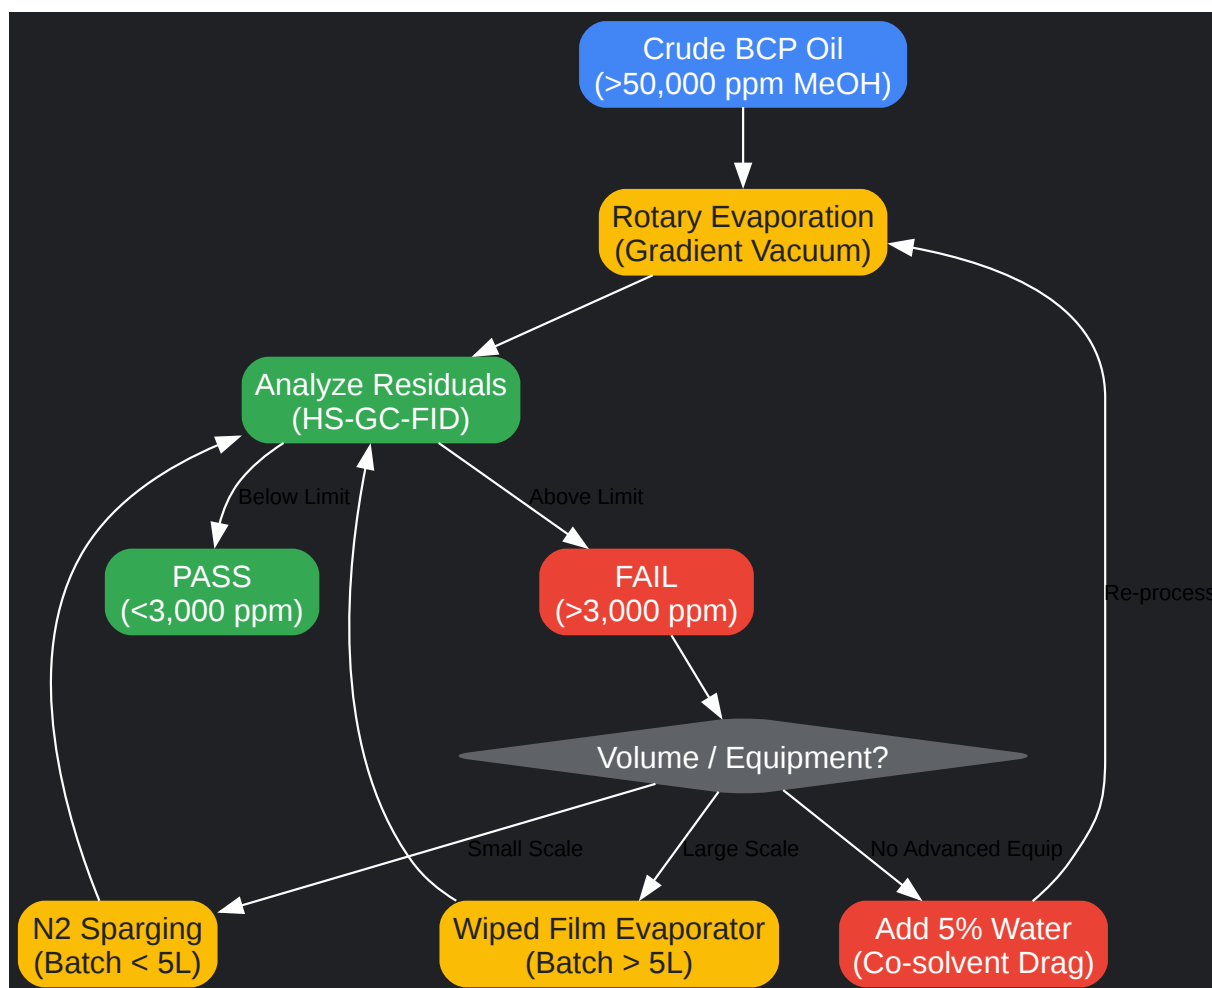 Crude BCP Oil
(>50,000 ppm MeOH)
Rotary Evaporation
(Gradient Vacuum)
Analyze Residuals
(HS-GC-FID)
Below Limit
Above Limit
PASS
(<3,000 ppm)
FAIL
(>3,000 ppm)
Re-process
Volume / Equipment?
Small Scale
Large Scale
No Advanced Equip
N2 Sparging
(Batch < 5L)
Wiped Film Evaporator
(Batch > 5L)
Add 5% Water
(Co-solvent Drag)